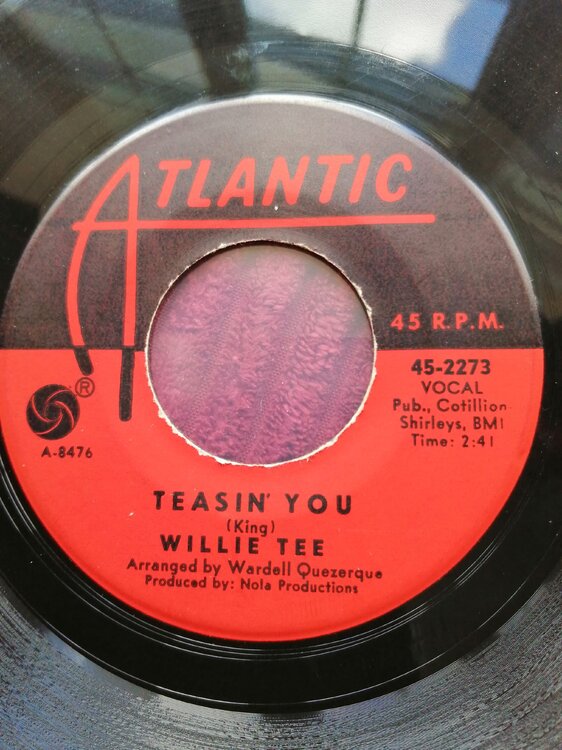 ATLANTIC
45 R.P.M.
45-2273
VOCAL
Pub., Cotillion
Shirleys, BMI
Time: 2:41
®
A-8476
TEASIN' YOU
(King)
WILLIE TEE
Arranged by Wardell Quezerque
Produced by: Nola Productions